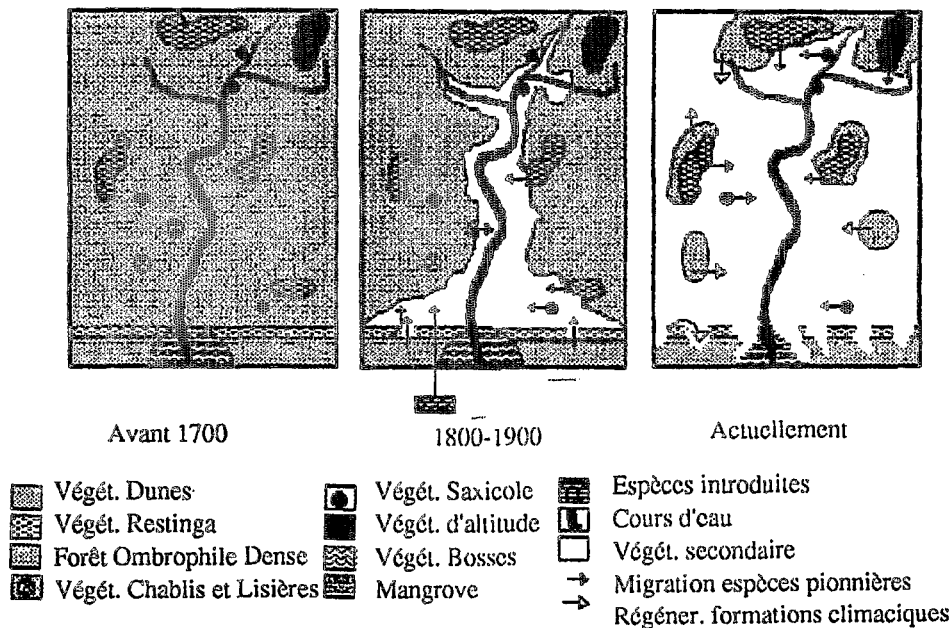 Avant 1700
1800-1900
Actuellement
Végét. Dunes
Végét. Restinga
Forêt Ombrophile Dense
Végét. Chablis et Lisières
Végét. Saxicole
Végét. d'altitude
Végét. Bosses
Mangrove
Espèces introduites
Cours d'eau
Végét. secondaire
Migration espèces pionnières
Régénér. formations climaciques